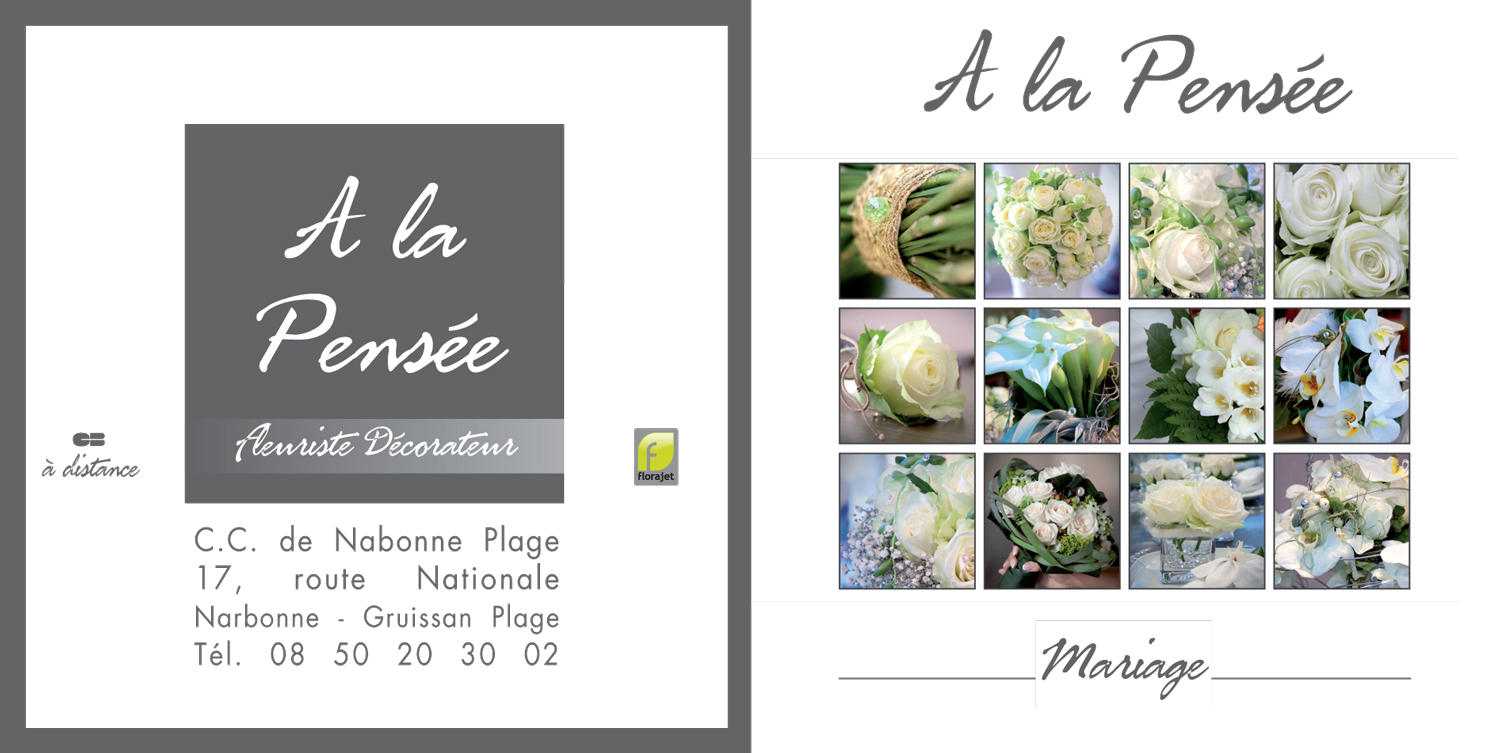 A la
Pensée
Fleuriste Décorateur
CB
à distance
florajet
C.C. de Nabonne Plage
17, route Nationale
Narbonne - Gruissan Plage
Tél. 08 50 20 30 02
A la Pensée
Mariage